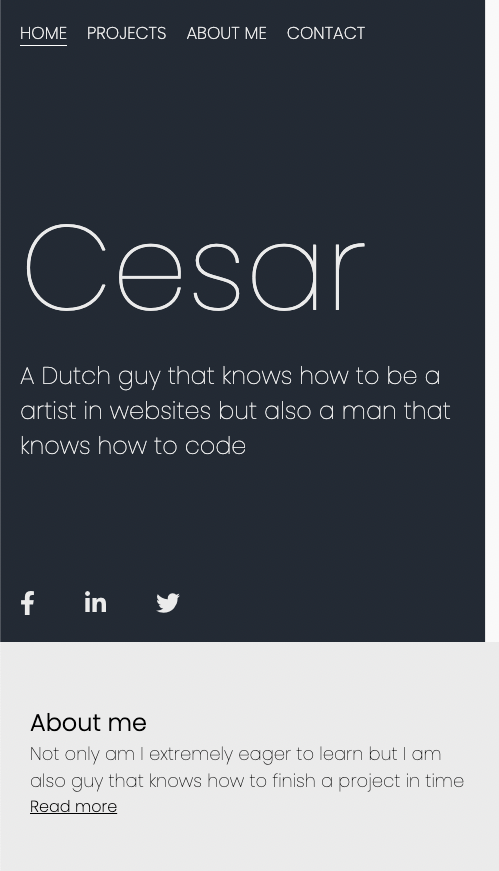 HOME PROJECTS ABOUT ME CONTACT
Cesar
A Dutch guy that knows how to be a
artist in websites but also a man that
knows how to code
About me
Not only am I extremely eager to learn but I am
also guy that knows how to finish a project in time
Read more